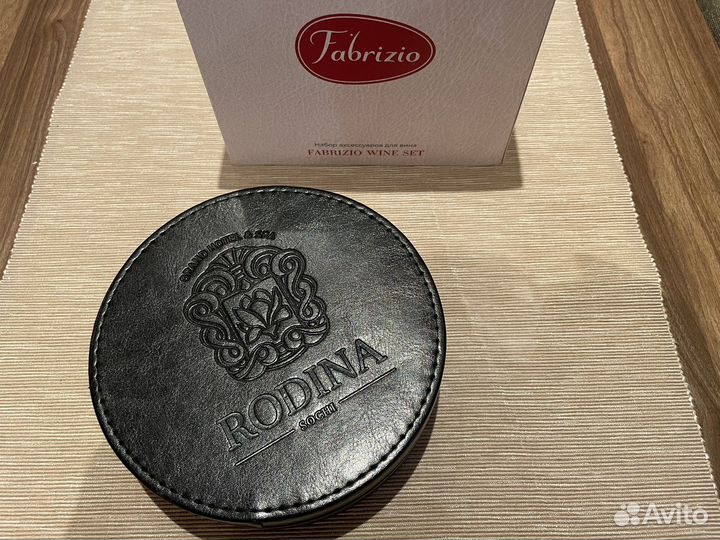 Fabrizio
Набор аксессуаров для вина
FABRIZIO WINE SET
GRAND HOTEL & SPA
RODINA
SOCHI
Avito